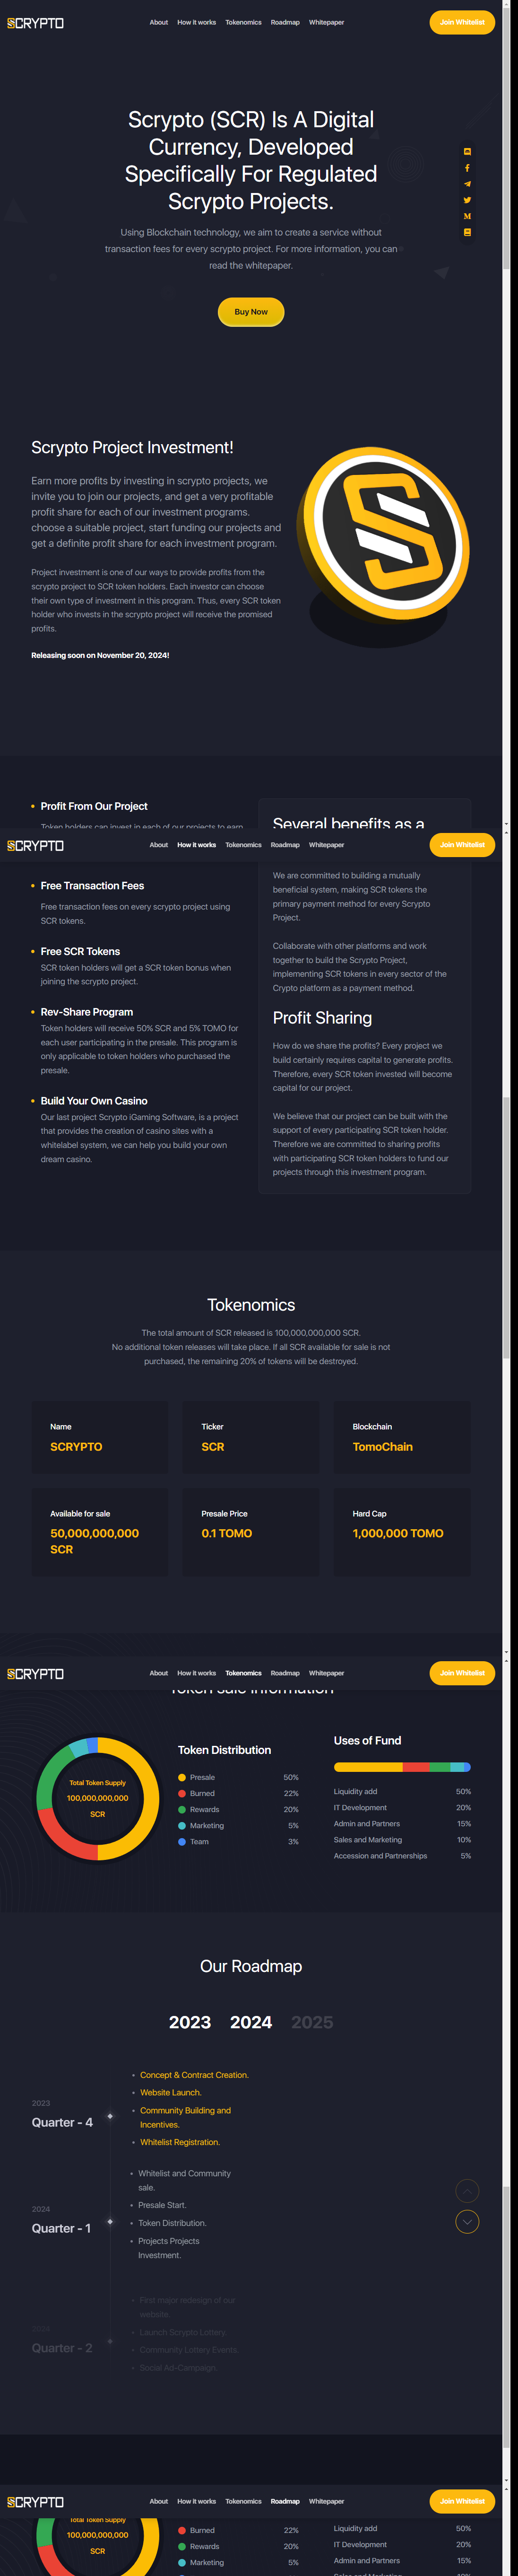 SCRYPTO
About How it works Tokenomics Roadmap Whitepaper
Join Whitelist
Scrypto (SCR) Is A Digital
Currency, Developed
Specifically For Regulated
Scrypto Projects.
Using Blockchain technology, we aim to create a service without
transaction fees for every scrypto project. For more information, you can
read the whitepaper.
Buy Now
Scrypto Project Investment!
Earn more profits by investing in scrypto projects, we
invite you to join our projects, and get a very profitable
profit share for each of our investment programs.
choose a suitable project, start funding our projects and
get a definite profit share for each investment program.
Project investment is one of our ways to provide profits from the
scrypto project to SCR token holders. Each investor can choose
their own type of investment in this program. Thus, every SCR token
holder who invests in the scrypto project will receive the promised
profits.
Releasing soon on November 20, 2024!
Profit From Our Project
Token holders can invest in each of our projects to earn
Several benefits as a
SCRYPTO
About How it works Tokenomics Roadmap Whitepaper
Join Whitelist
Free Transaction Fees
Free transaction fees on every scrypto project using
SCR tokens.
Free SCR Tokens
SCR token holders will get a SCR token bonus when
joining the scrypto project.
Rev-Share Program
Token holders will receive 50% SCR and 5% TOMO for
each user participating in the presale. This program is
only applicable to token holders who purchased the
presale.
Build Your Own Casino
Our last project Scrypto iGaming Software, is a project
that provides the creation of casino sites with a
whitelabel system, we can help you build your own
dream casino.
We are committed to building a mutually
beneficial system, making SCR tokens the
primary payment method for every Scrypto
Project.
Collaborate with other platforms and work
together to build the Scrypto Project,
implementing SCR tokens in every sector of the
Crypto platform as a payment method.
Profit Sharing
How do we share the profits? Every project we
build certainly requires capital to generate profits.
Therefore, every SCR token invested will become
capital for our project.
We believe that our project can be built with the
support of every participating SCR token holder.
Therefore we are committed to sharing profits
with participating SCR token holders to fund our
projects through this investment program.
Tokenomics
The total amount of SCR released is 100,000,000,000 SCR.
No additional token releases will take place. If all SCR available for sale is not
purchased, the remaining 20% of tokens will be destroyed.
Name
SCRYPTO
Ticker
SCR
Blockchain
TomoChain
Available for sale
50,000,000,000
SCR
Presale Price
0.1 TOMO
Hard Cap
1,000,000 TOMO
SCRYPTO
About How it works Tokenomics Roadmap Whitepaper
Join Whitelist
Token sale information
Total Token Supply
100,000,000,000
SCR
Token Distribution
Presale 50%
Burned 22%
Rewards 20%
Marketing 5%
Team 3%
Uses of Fund
Liquidity add 50%
IT Development 20%
Admin and Partners 15%
Sales and Marketing 10%
Accession and Partnerships 5%
Our Roadmap
2023 2024 2025
2023
Quarter - 4
Concept & Contract Creation.
Website Launch.
Community Building and
Incentives.
Whitelist Registration.
2024
Quarter - 1
Whitelist and Community
sale.
Presale Start.
Token Distribution.
Projects Projects
Investment.
Quarter - 2
First major redesign of our
website.
Launch Scrypto Lottery.
Community Lottery Events.
Social Ad-Campaign.
SCRYPTO
About How it works Tokenomics Roadmap Whitepaper
Join Whitelist
Total Token Supply
100,000,000,000
SCR
Burned 22%
Rewards 20%
Marketing 5%
Liquidity add 50%
IT Development 20%
Admin and Partners 15%
Sales and Marketing 10%